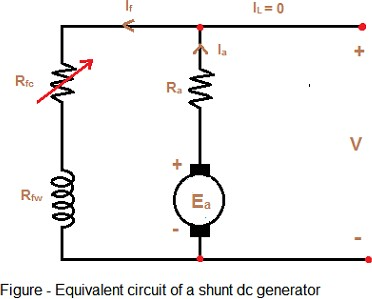 If
IL = 0
Rfc
Ia
Ra
+
Rfw
+
Ea
-
V
-
Figure - Equivalent circuit of a shunt dc generator